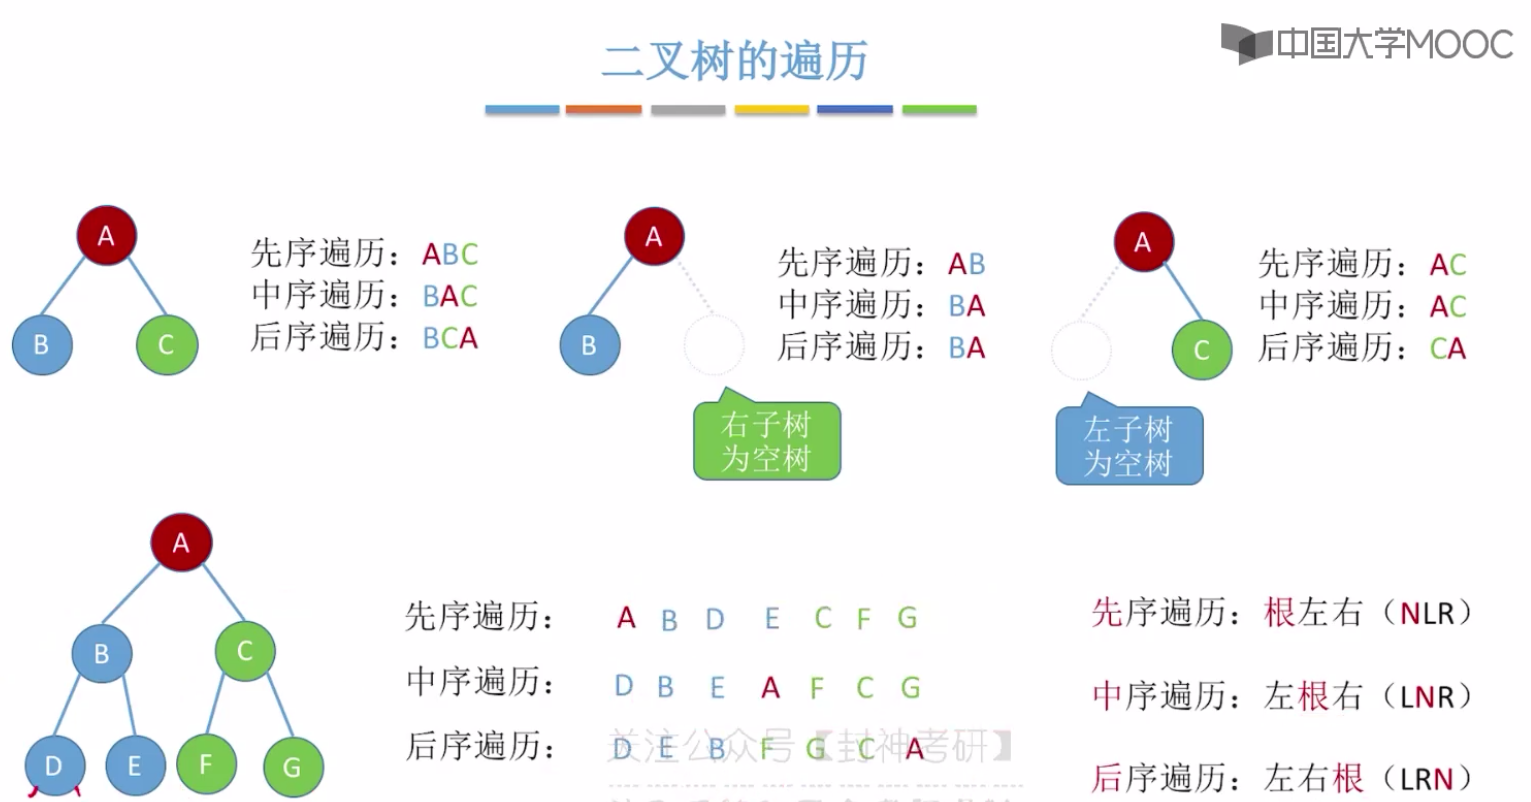 中国大学MOOC
二叉树的遍历
A
B
C
先序遍历：ABC
中序遍历：BAC
后序遍历：BCA
A
B
先序遍历：AB
中序遍历：BA
后序遍历：BA
右子树
为空树
A
C
先序遍历：AC
中序遍历：AC
后序遍历：CA
左子树
为空树
A
B
C
D
E
F
G
先序遍历： A B D E C F G
中序遍历： D B E A F C G
后序遍历： D E B F G C A
关注公众号【封神考研】
先序遍历：根左右（NLR）
中序遍历：左根右（LNR）
后序遍历：左右根（LRN）